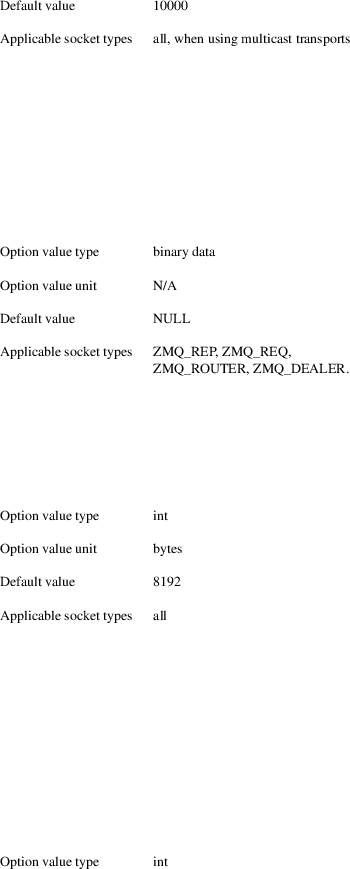 Default value 10000
Applicable socket types all, when using multicast transports
Option value type binary data
Option value unit N/A
Default value NULL
Applicable socket types ZMQ_REP, ZMQ_REQ,
ZMQ_ROUTER, ZMQ_DEALER.
Option value type int
Option value unit bytes
Default value 8192
Applicable socket types all
Option value type int